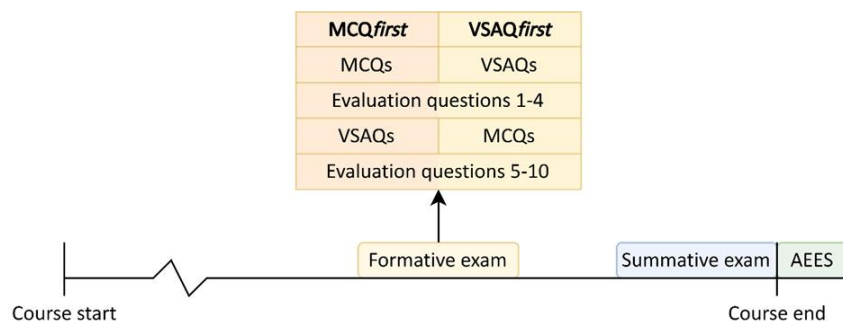 MCQfirst VSAQfirst
MCQs VSAQs
Evaluation questions 1-4
VSAQs MCQs
Evaluation questions 5-10
Formative exam Summative exam AEES
Course start Course end